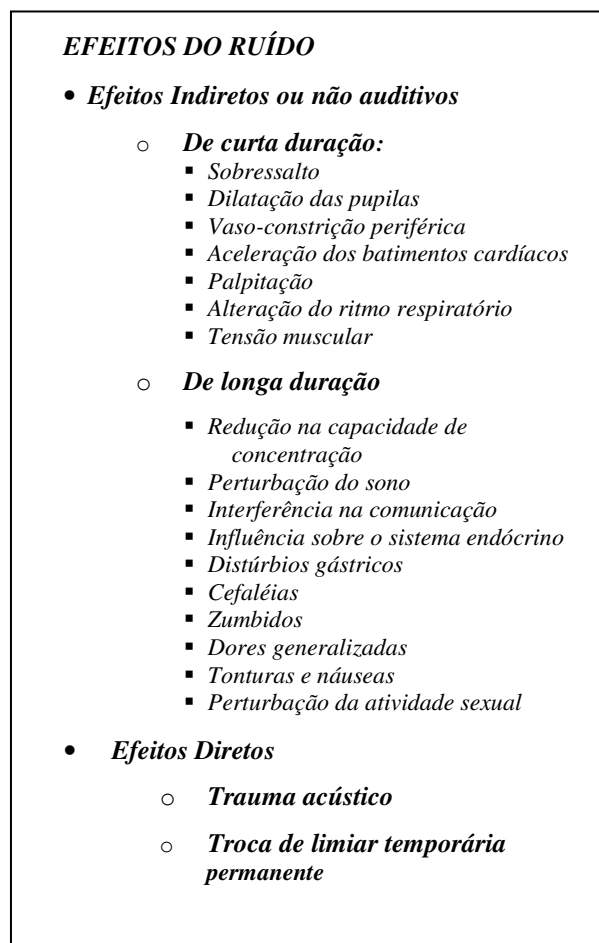 EFEITOS DO RUÍDO
• Efeitos Indiretos ou não auditivos
o De curta duração:
▪ Sobressalto
▪ Dilatação das pupilas
▪ Vaso-constrição periférica
▪ Aceleração dos batimentos cardíacos
▪ Palpitação
▪ Alteração do ritmo respiratório
▪ Tensão muscular
o De longa duração
▪ Redução na capacidade de
concentração
▪ Perturbação do sono
▪ Interferência na comunicação
▪ Influência sobre o sistema endócrino
▪ Distúrbios gástricos
▪ Cefaléias
▪ Zumbidos
▪ Dores generalizadas
▪ Tonturas e náuseas
▪ Perturbação da atividade sexual
• Efeitos Diretos
o Trauma acústico
o Troca de limiar temporária
permanente